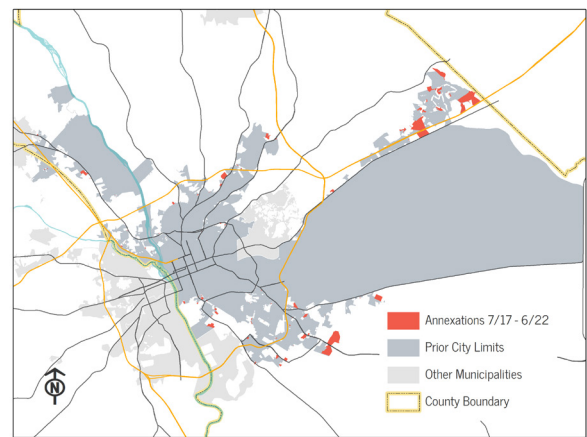 Annexations 7/17 - 6/22
Prior City Limits
Other Municipalities
County Boundary
N